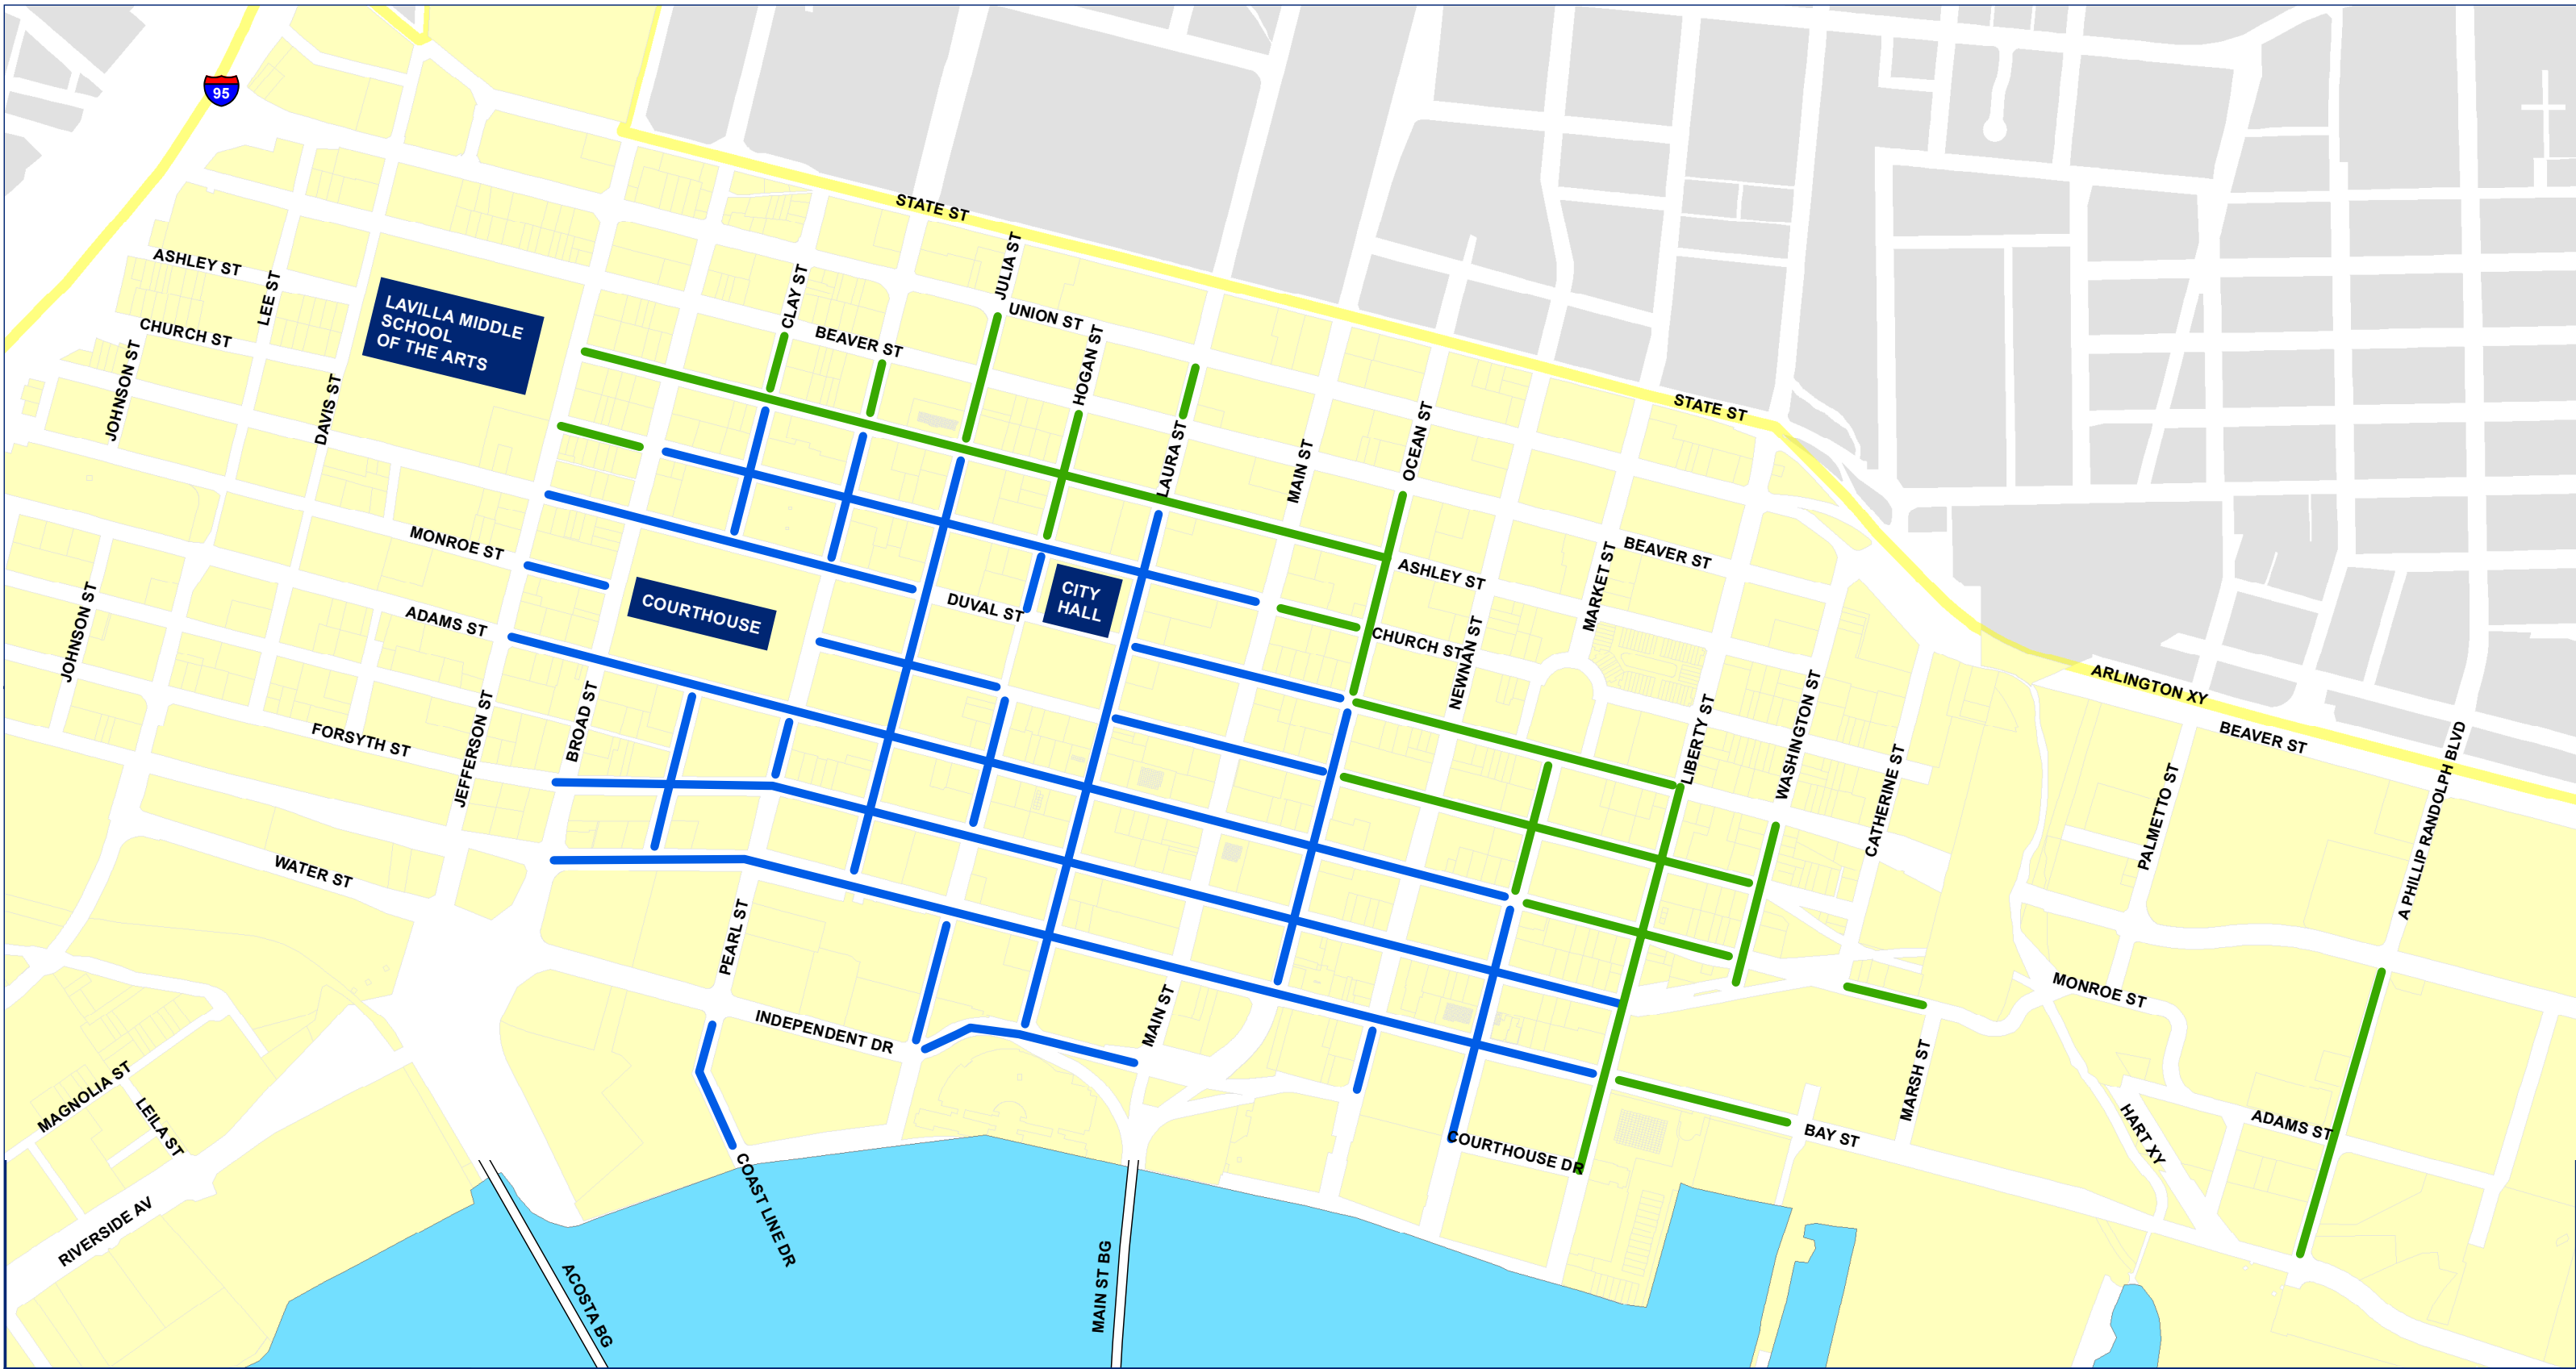 95
STATE ST
JULIA ST
ASHLEY ST
LEE ST
CLAY ST
LAVILLA MIDDLE
SCHOOL
OF THE ARTS
UNION ST
CHURCH ST
BEAVER ST
HOGAN ST
JOHNSON ST
DAVIS ST
LAURA ST
MAIN ST
OCEAN ST
STATE ST
MONROE ST
BEAVER ST
ASHLEY ST
MARKET ST
COURTHOUSE
DUVAL ST
CITY
HALL
JOHNSON ST
ADAMS ST
CHURCH ST
NEWNAN ST
ARLINGTON XY
BEAVER ST
FORSYTH ST
JEFFERSON ST
BROAD ST
LIBERTY ST
WASHINGTON ST
CATHERINE ST
PALMETTO ST
A PHILLIP RANDOLPH BLVD
WATER ST
PEARL ST
INDEPENDENT DR
MAIN ST
MONROE ST
MAGNOLIA ST
LEILA ST
MARSH ST
COURTHOUSE DR
BAY ST
HART XY
ADAMS ST
RIVERSIDE AV
COAST LINE DR
ACOSTA BG
MAIN ST BG